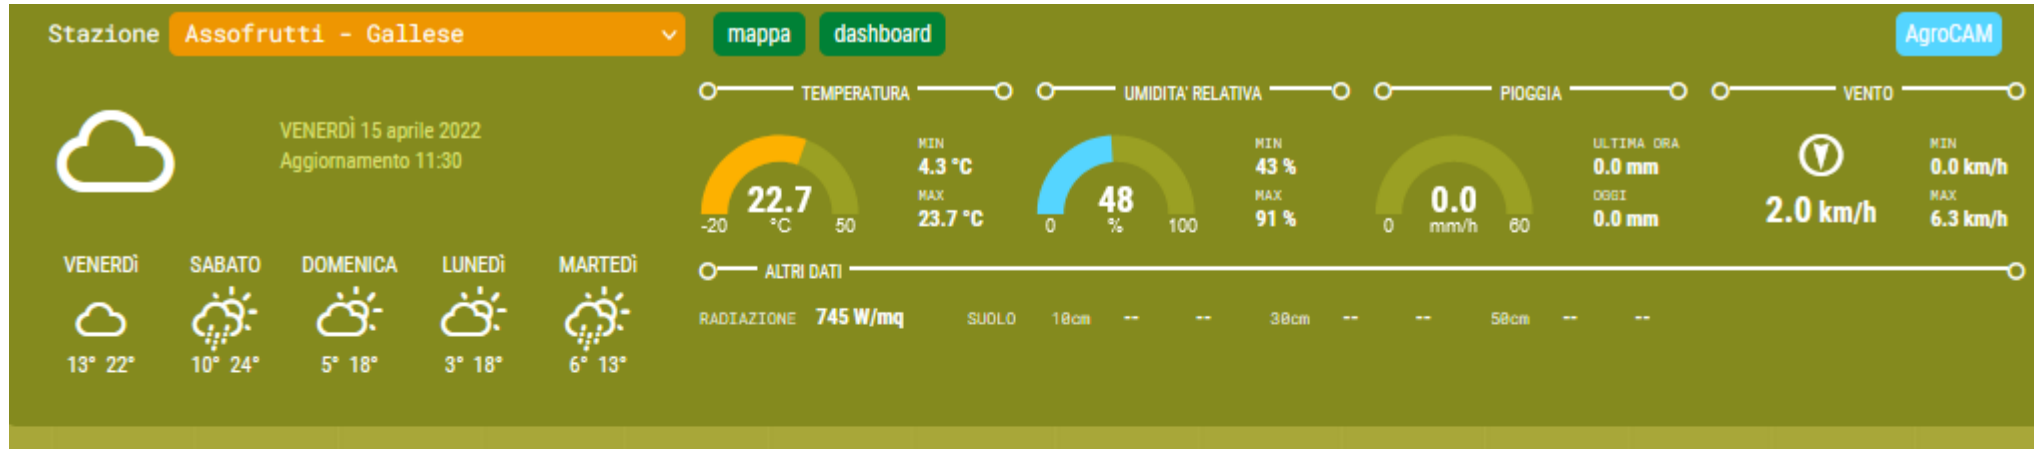 Stazione Assofrutti - Gallese mappa dashboard AgroCAM
TEMPERATURA UMIDITA' RELATIVA PIOGGIA VENTO
VENERDÌ 15 aprile 2022
Aggiornamento 11:30
MIN
4.3 °C
MAX
23.7 °C
22.7
°C
-20 50
MIN
43 %
MAX
91 %
48
%
0 100
ULTIMA ORA
0.0 mm
OGGI
0.0 mm
0.0
mm/h
0 60
2.0 km/h
MIN
0.0 km/h
MAX
6.3 km/h
VENERDÌ SABATO DOMENICA LUNEDÌ MARTEDÌ
13° 22° 10° 24° 5° 18° 3° 18° 6° 13°
ALTRI DATI
RADIAZIONE 745 W/mq SUOLO 10cm -- -- 30cm -- -- 50cm -- --